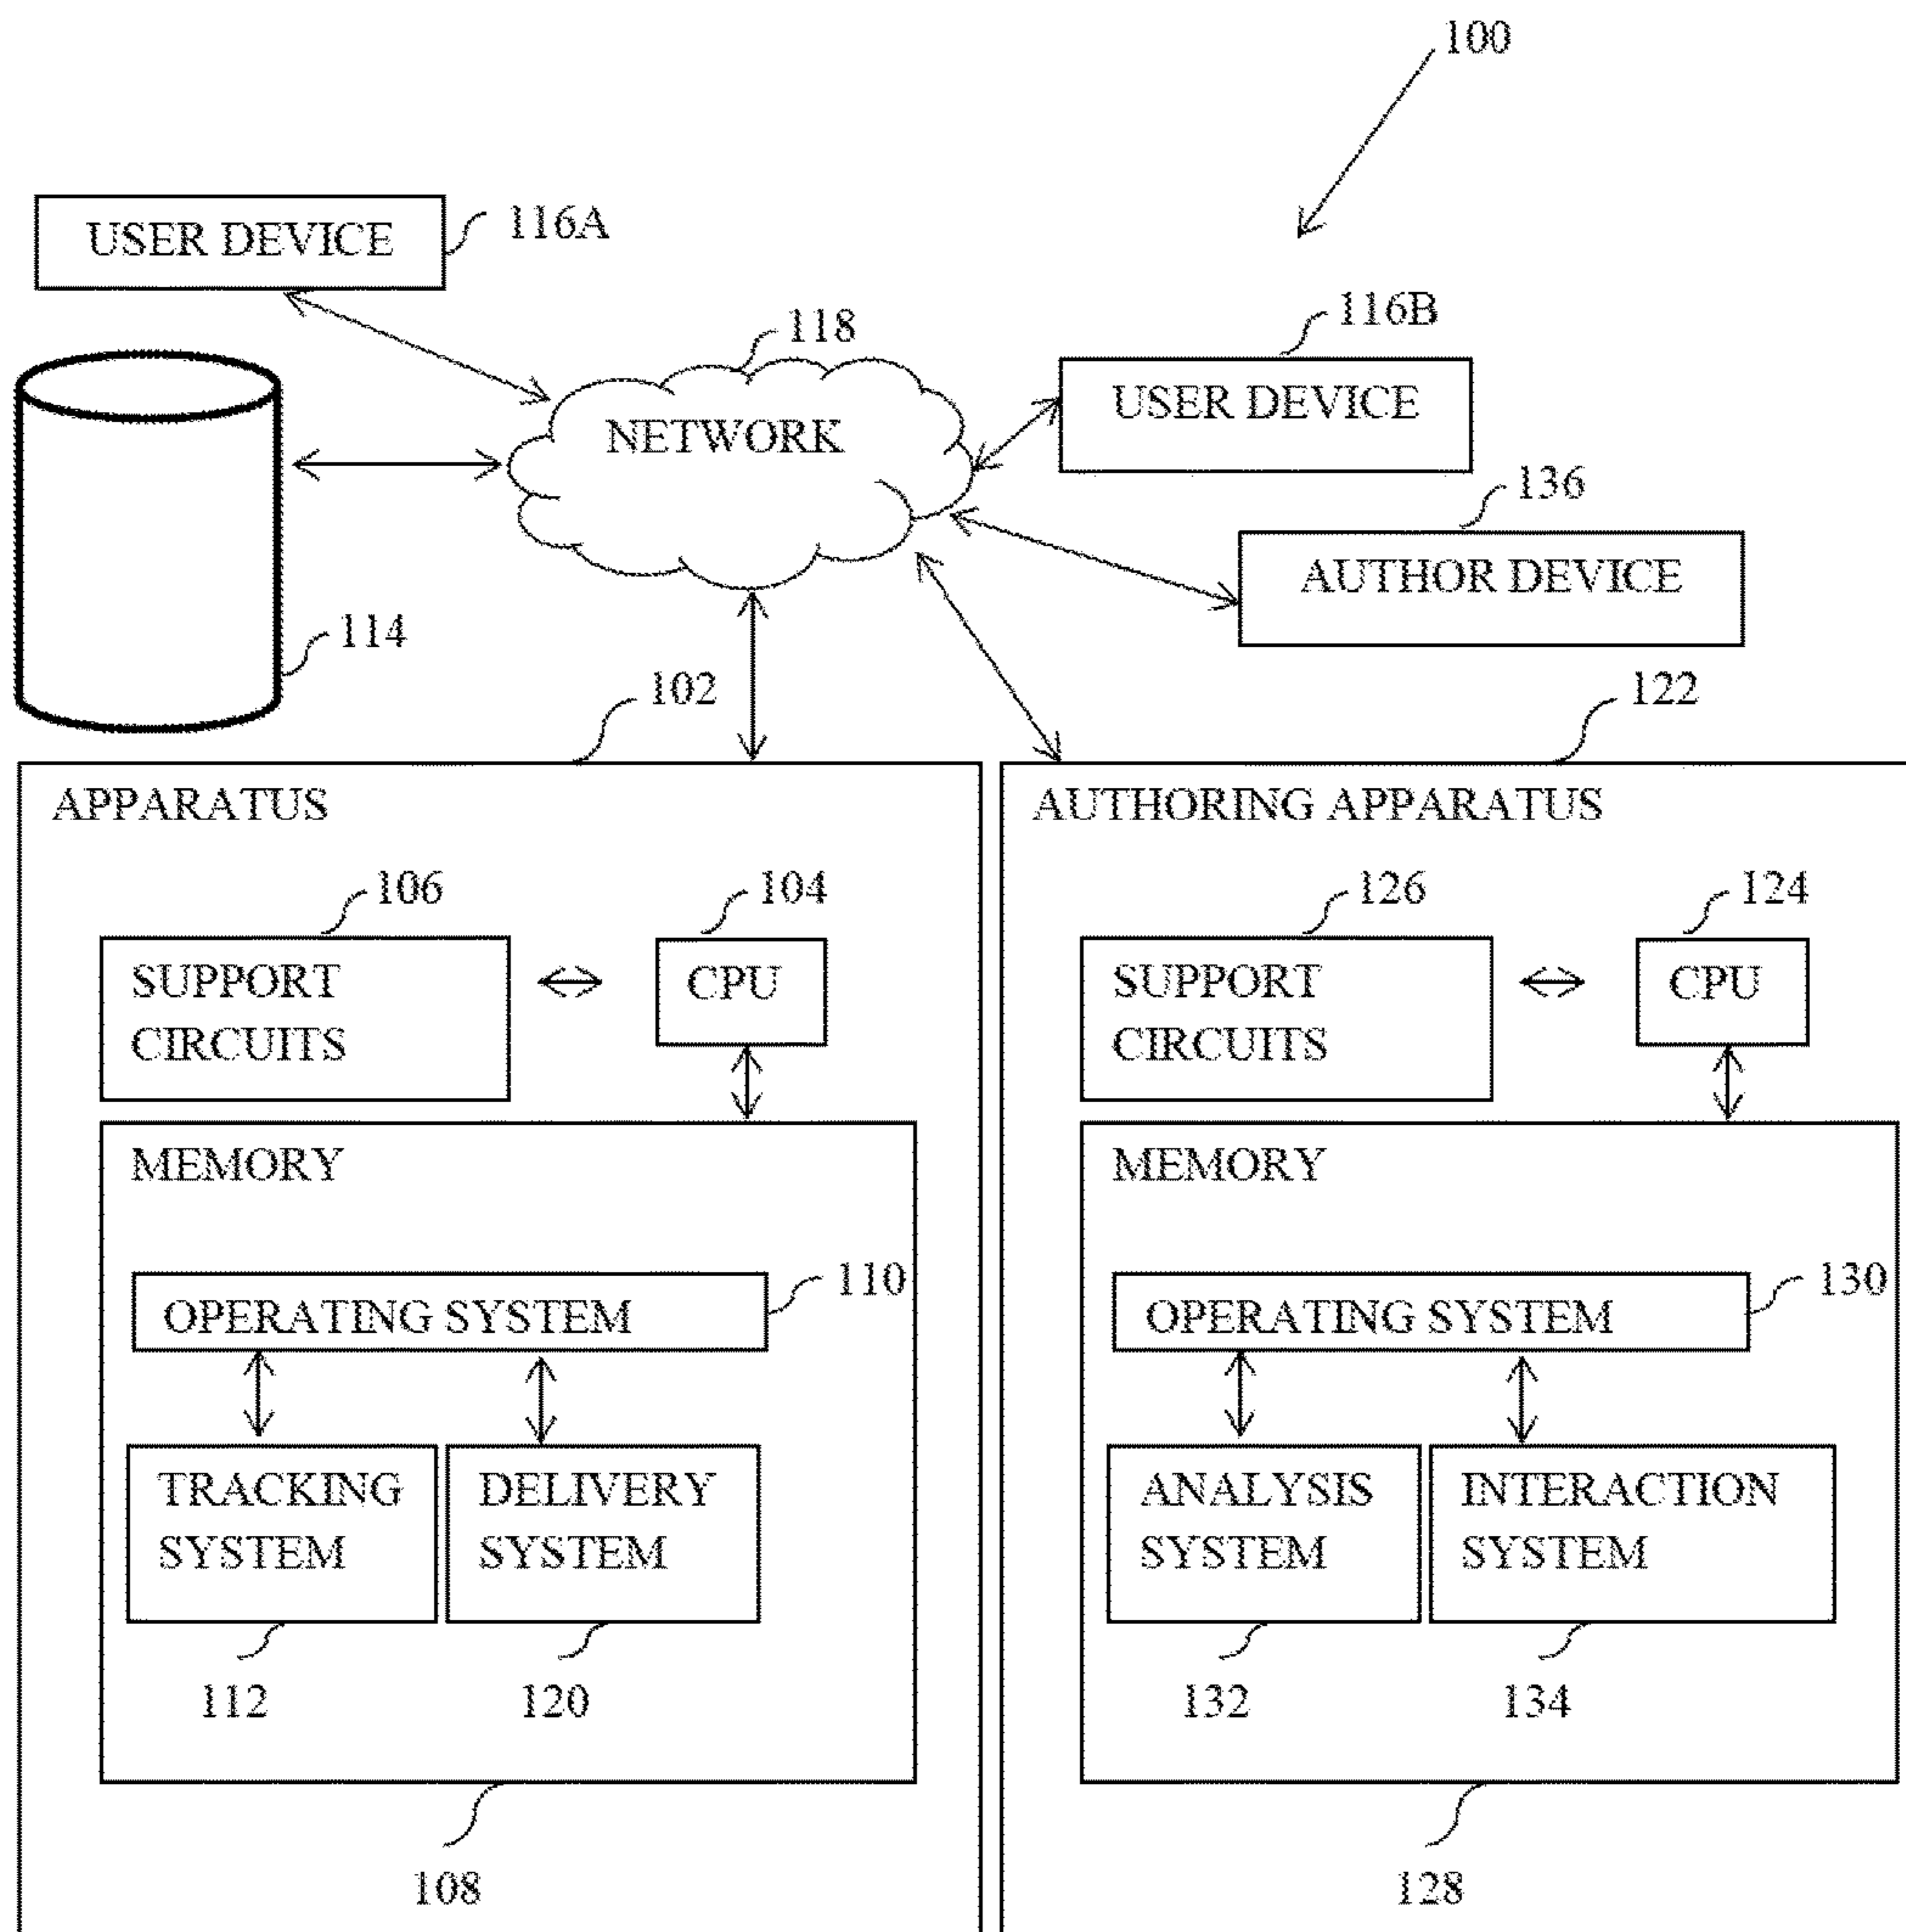 100
USER DEVICE
116A
116B
118
USER DEVICE
NETWORK
136
AUTHOR DEVICE
114
102
122
APPARATUS
106
104
SUPPORT
CIRCUITS
CPU
MEMORY
110
OPERATING SYSTEM
TRACKING
SYSTEM
DELIVERY
SYSTEM
112
120
108
AUTHORING APPARATUS
126
124
SUPPORT
CIRCUITS
CPU
MEMORY
130
OPERATING SYSTEM
ANALYSIS
SYSTEM
INTERACTION
SYSTEM
132
134
128